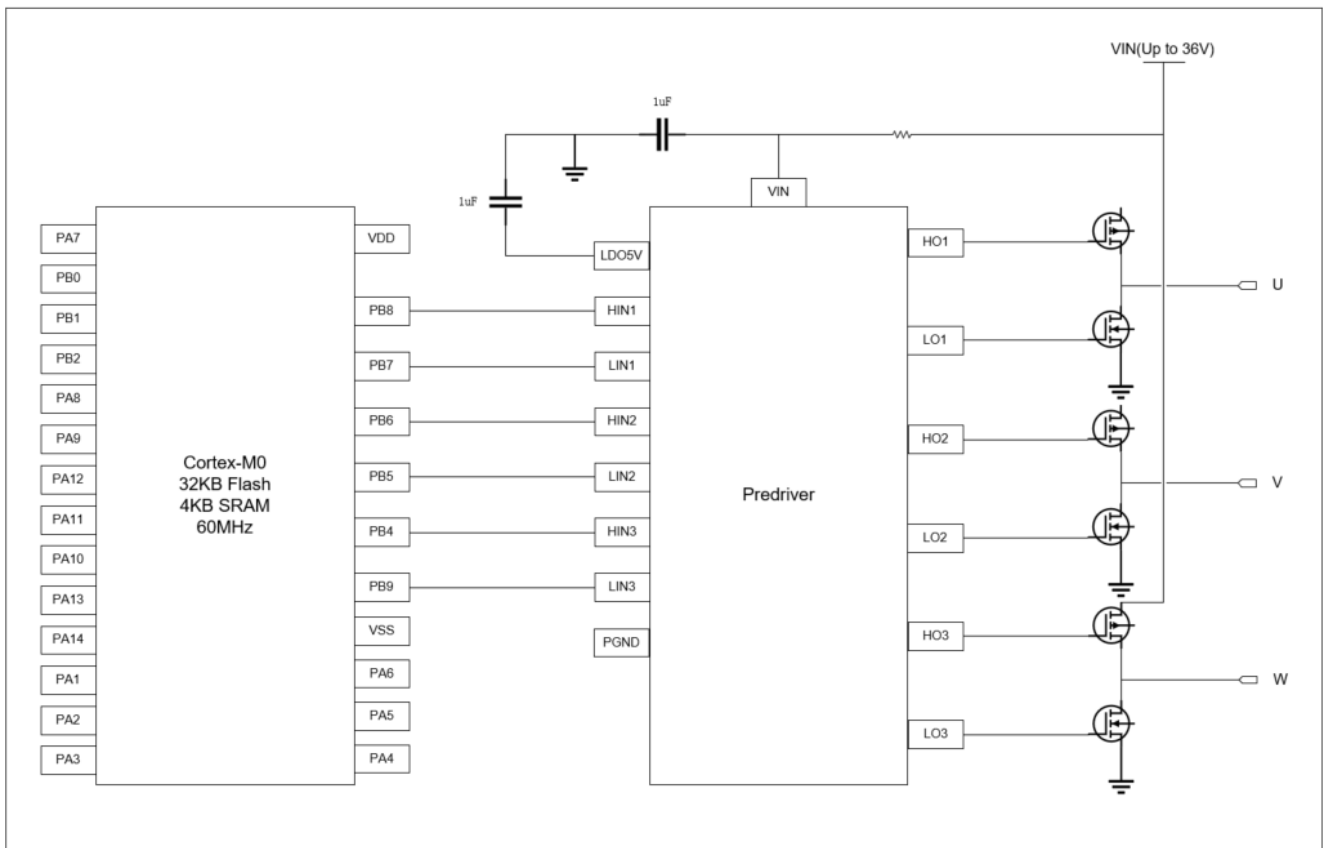 VIN(Up to 36V)
1uF
1uF
VIN
PA7
PB0
PB1
PB2
PA8
PA9
PA12
PA11
PA10
PA13
PA14
PA1
PA2
PA3
Cortex-M0
32KB Flash
4KB SRAM
60MHz
VDD
PB8
PB7
PB6
PB5
PB4
PB9
VSS
PA6
PA5
PA4
LDO5V
HIN1
LIN1
HIN2
LIN2
HIN3
LIN3
PGND
Predriver
HO1
LO1
HO2
LO2
HO3
LO3
U
V
W